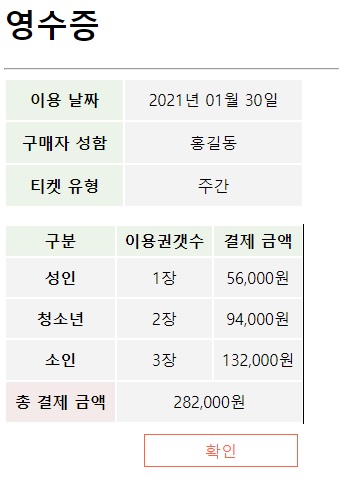 영수증
이용 날짜 2021년 01월 30일
구매자 성함 홍길동
티켓 유형 주간
구분 이용권갯수 결제 금액
성인 1장 56,000원
청소년 2장 94,000원
소인 3장 132,000원
총 결제 금액 282,000원
확인